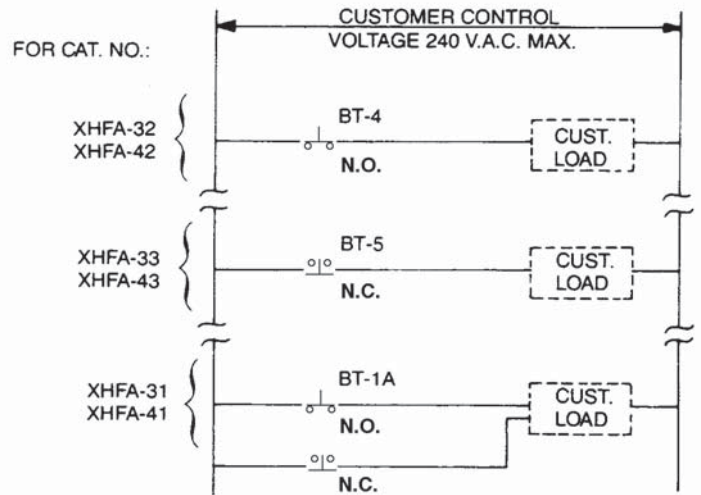 CUSTOMER CONTROL
VOLTAGE 240 V.A.C. MAX.
FOR CAT. NO.:
XHFA-32
XHFA-42
BT-4
N.O.
CUST.
LOAD
XHFA-33
XHFA-43
BT-5
N.C.
CUST.
LOAD
XHFA-31
XHFA-41
BT-1A
N.O.
CUST.
LOAD
N.C.